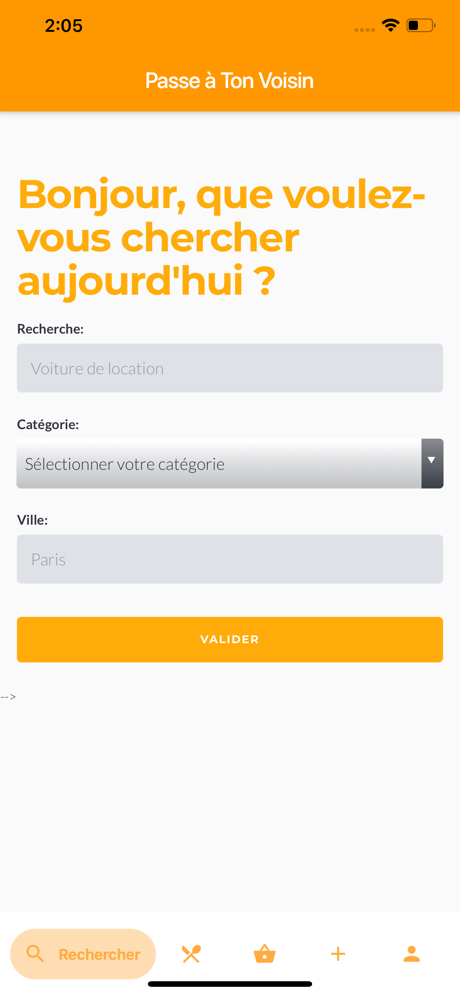 2:05
Passe à Ton Voisin
Bonjour, que voulez-
vous chercher
aujourd'hui ?
Recherche:
Voiture de location
Catégorie:
Sélectionner votre catégorie
Ville:
Paris
VALIDER
-->
Rechercher